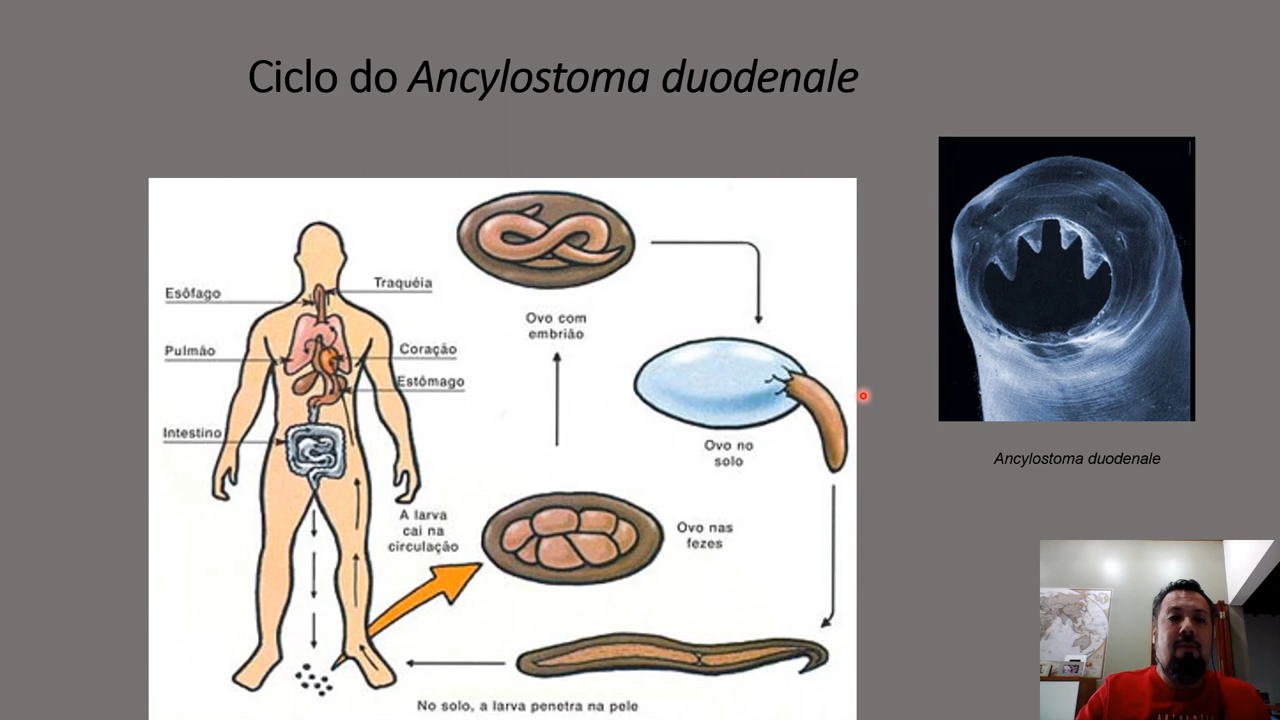 Ciclo do Ancylostoma duodenale
Esôfago
Traquéia
Pulmão
Coração
Estômago
Intestino
A larva
cai na
circulação
Ovo com
embrião
Ovo no
solo
Ovo nas
fezes
No solo, a larva penetra na pele
Ancylostoma duodenale